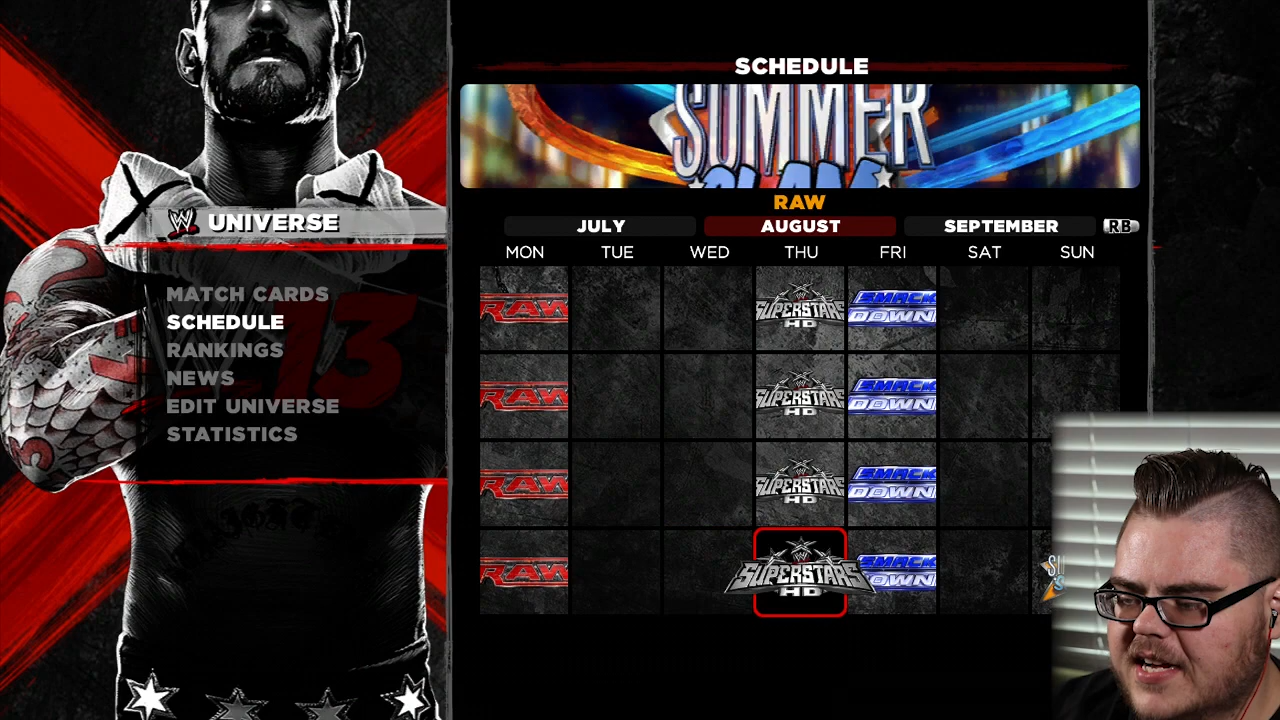 SCHEDULE
SUMMER
SLAM
RAW
JULY AUGUST SEPTEMBER RB
MON TUE WED THU FRI SAT SUN
W UNIVERSE
MATCH CARDS
SCHEDULE
RANKINGS
NEWS
EDIT UNIVERSE
STATISTICS
13
RAW SUPERSTARS HD SMACK DOWN
RAW SUPERSTARS HD SMACK DOWN
RAW SUPERSTARS HD SMACK DOWN
RAW SUPERSTARS HD SMACK DOWN